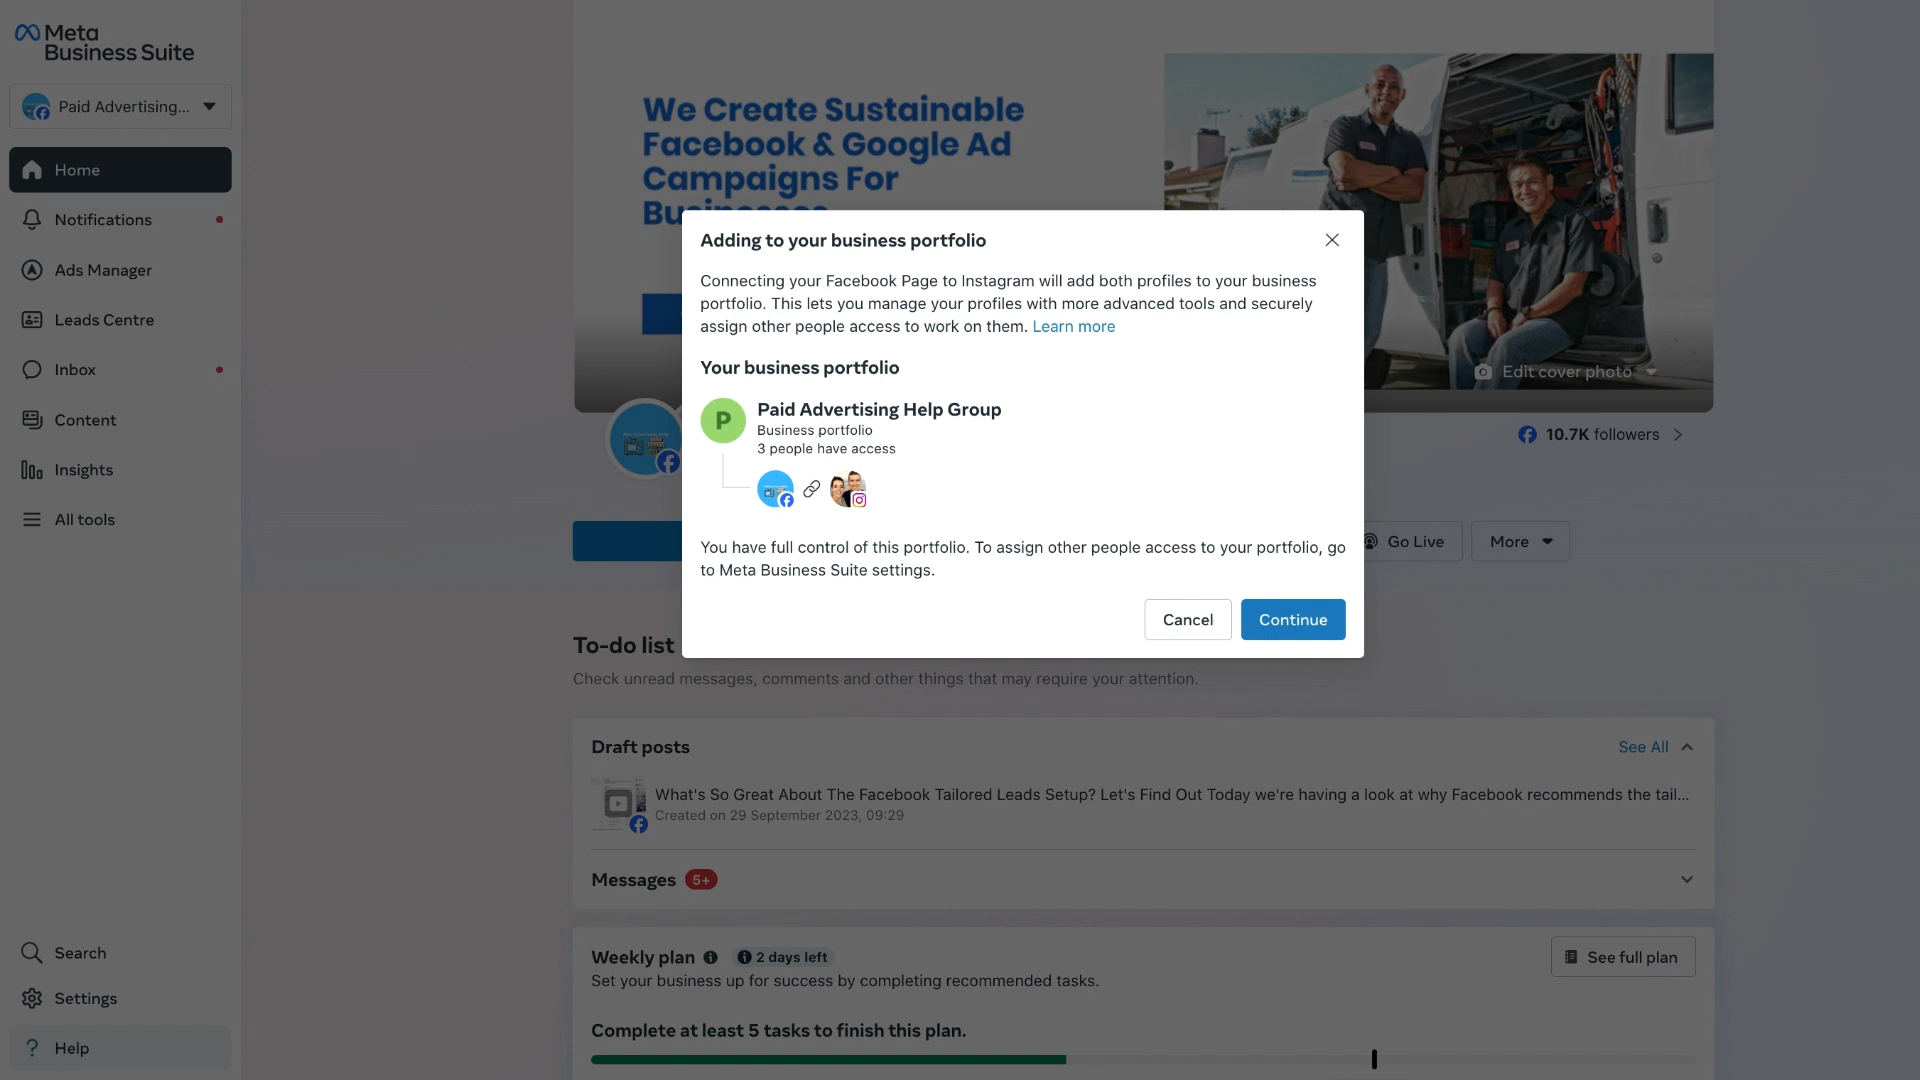 Meta
Business Suite
Paid Advertising...
Home
Notifications
Ads Manager
Leads Centre
Inbox
Content
Insights
All tools
Search
Settings
? Help
We Create Sustainable
Facebook & Google Ad
Campaigns For
Businesses
Edit cover photo
10.7K followers
Go Live
More
Adding to your business portfolio
Connecting your Facebook Page to Instagram will add both profiles to your business
portfolio. This lets you manage your profiles with more advanced tools and securely
assign other people access to work on them. Learn more
Your business portfolio
P
Paid Advertising Help Group
Business portfolio
3 people have access
You have full control of this portfolio. To assign other people access to your portfolio, go
to Meta Business Suite settings.
Cancel
Continue
To-do list
Check unread messages, comments and other things that may require your attention.
Draft posts
See All
What's So Great About The Facebook Tailored Leads Setup? Let's Find Out Today we're having a look at why Facebook recommends the tail...
Created on 29 September 2023, 09:29
Messages 5+
Weekly plan 2 days left
See full plan
Set your business up for success by completing recommended tasks.
Complete at least 5 tasks to finish this plan.